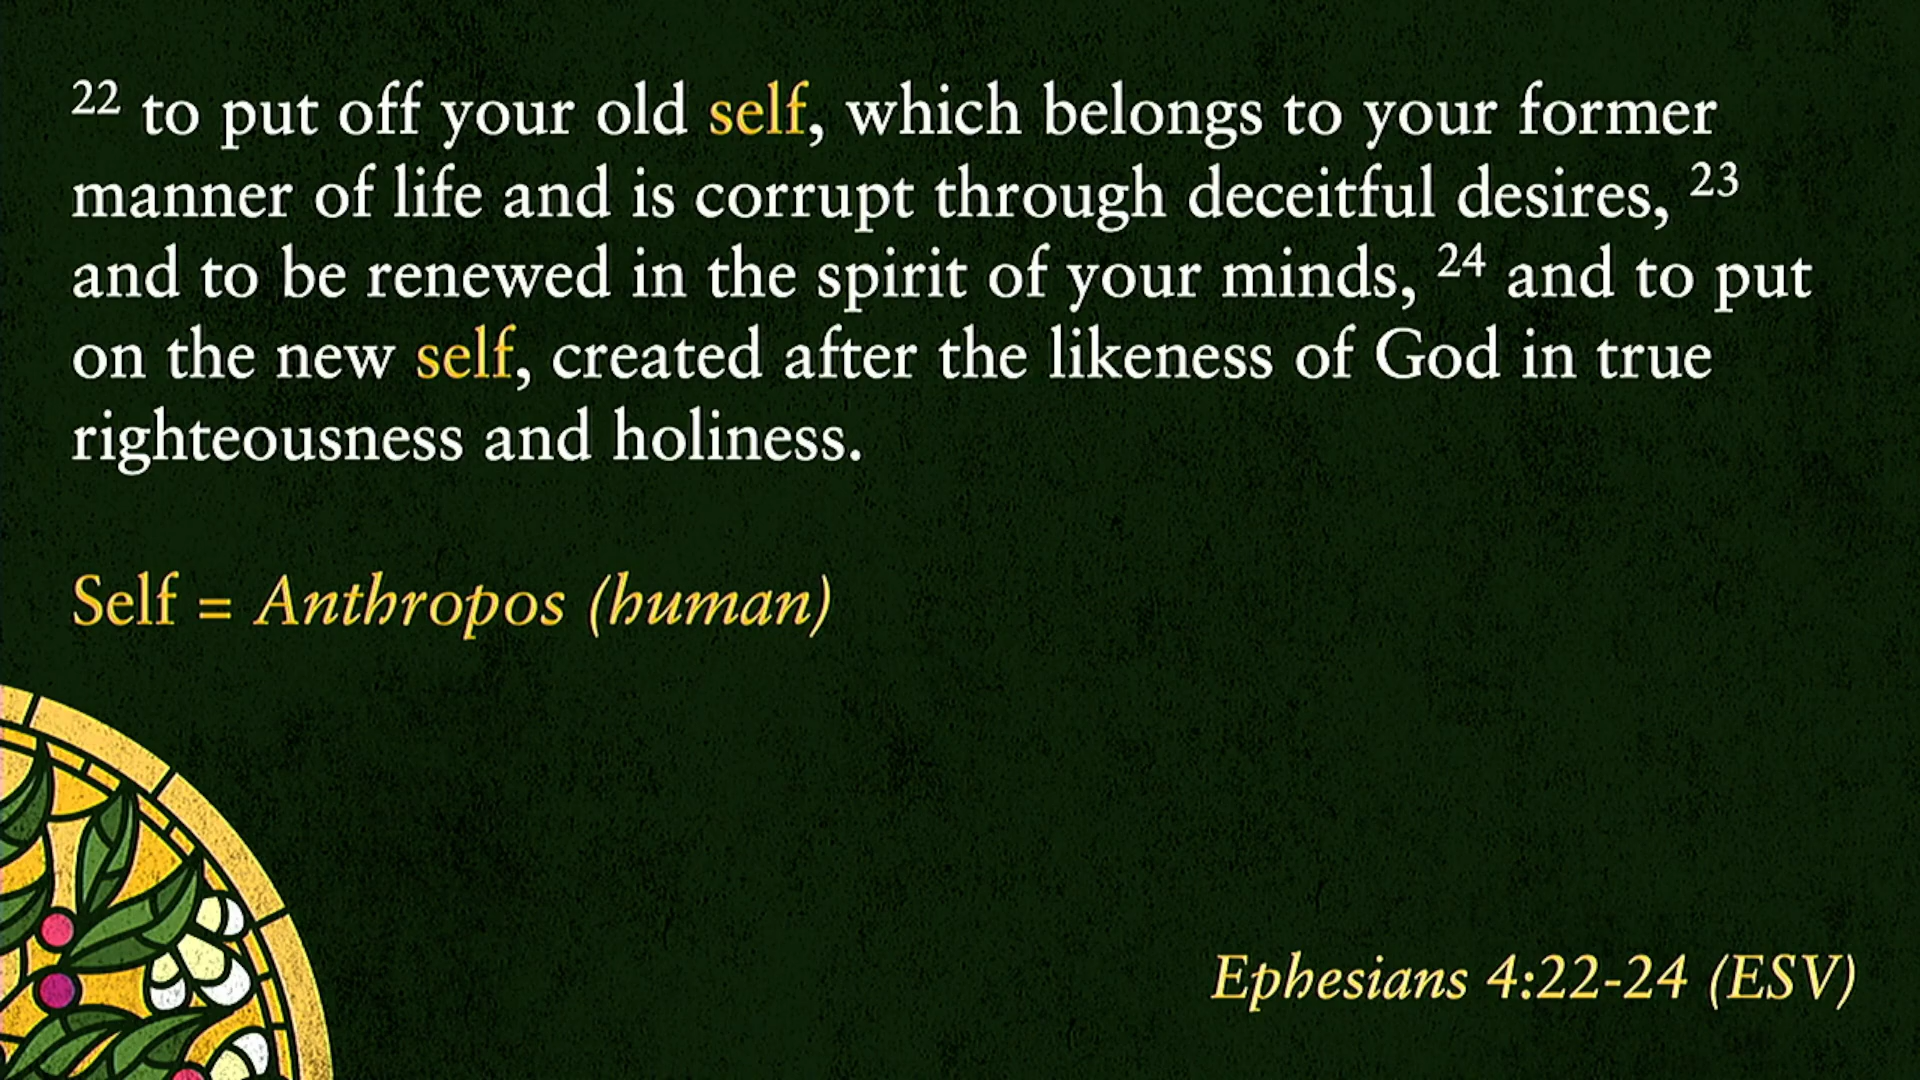 22 to put off your old self, which belongs to your former
manner of life and is corrupt through deceitful desires, 23
and to be renewed in the spirit of your minds, 24 and to put
on the new self, created after the likeness of God in true
righteousness and holiness.
Self = Anthropos (human)
Ephesians 4:22-24 (ESV)